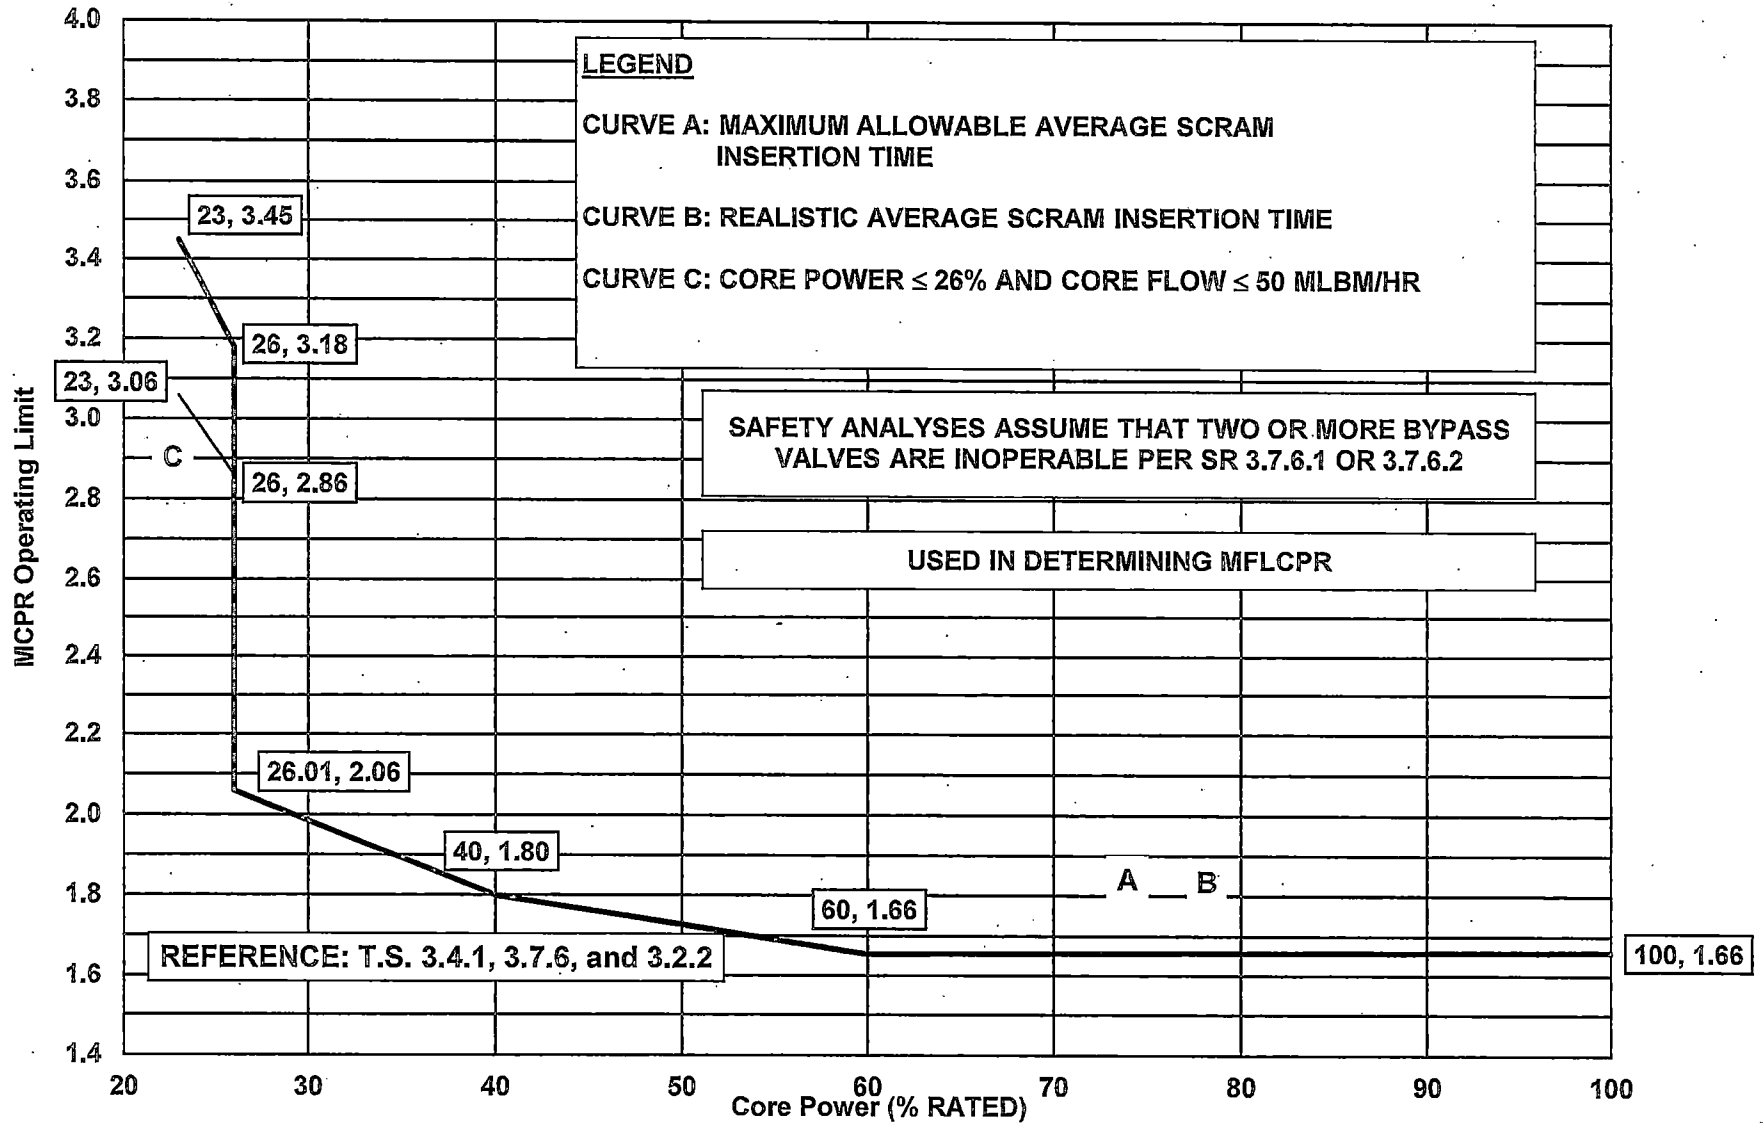 4.0
3.8
3.6
3.4
3.2
3.0
2.8
2.6
2.4
2.2
2.0
1.8
1.6
1.4
MCPR Operating Limit
LEGEND
CURVE A: MAXIMUM ALLOWABLE AVERAGE SCRAM
INSERTION TIME
CURVE B: REALISTIC AVERAGE SCRAM INSERTION TIME
CURVE C: CORE POWER ≤ 26% AND CORE FLOW ≤ 50 MLBM/HR
23, 3.45
26, 3.18
23, 3.06
C
26, 2.86
SAFETY ANALYSES ASSUME THAT TWO OR MORE BYPASS
VALVES ARE INOPERABLE PER SR 3.7.6.1 OR 3.7.6.2
USED IN DETERMINING MFLCPR
26.01, 2.06
40, 1.80
A
B
60, 1.66
REFERENCE: T.S. 3.4.1, 3.7.6, and 3.2.2
100, 1.66
20 30 40 50 60 70 80 90 100
Core Power (% RATED)